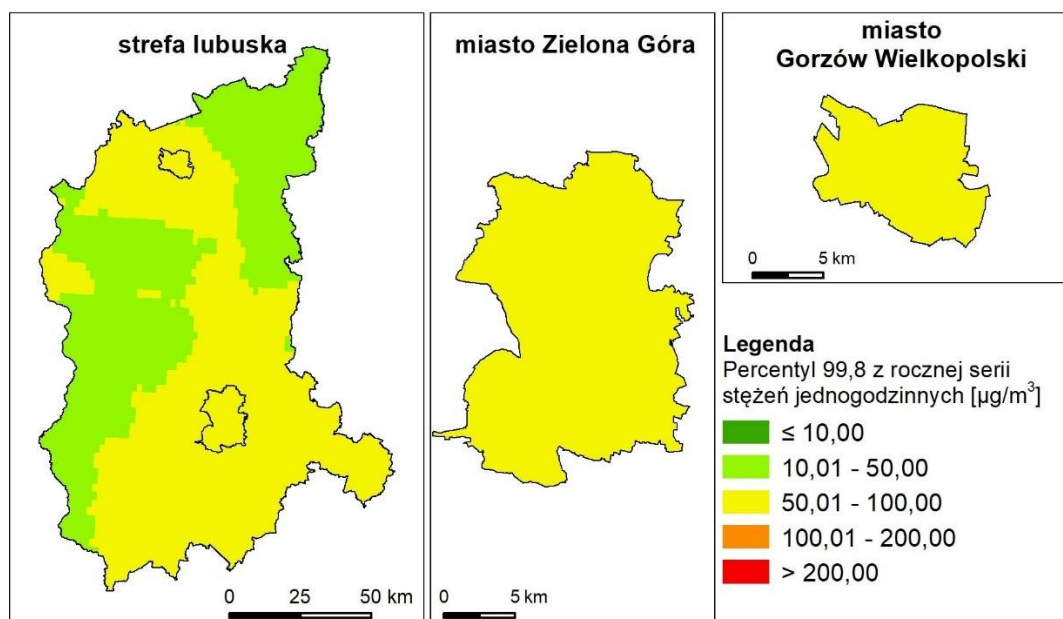 strefa lubuska
0 25 50 km
miasto Zielona Góra
0 5 km
miasto
Gorzów Wielkopolski
0 5 km
Legenda
Percentyl 99,8 z rocznej serii
stężeń jednogodzinnych [µg/m³]
≤ 10,00
10,01 - 50,00
50,01 - 100,00
100,01 - 200,00
> 200,00